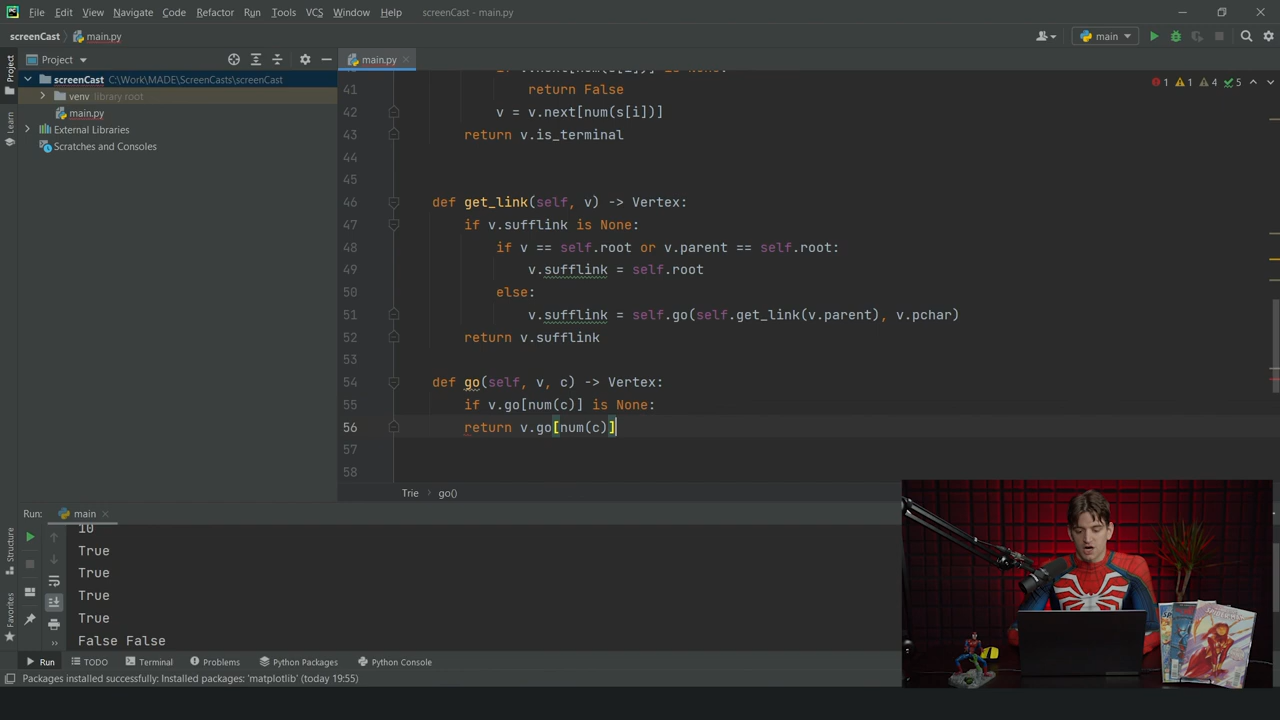 File Edit View Navigate Code Refactor Run Tools VCS Window Help screenCast - main.py
screenCast main.py main
Project main.py
Project
screenCast C:\Work\MADE\ScreenCasts\screenCast
venv library root
main.py
External Libraries
Scratches and Consoles
Learn
1 1 4 5
41 return False
42 v = v.next[num(s[i])]
43 return v.is_terminal
44
45
46 def get_link(self, v) -> Vertex:
47 if v.sufflink is None:
48 if v == self.root or v.parent == self.root:
49 v.sufflink = self.root
50 else:
51 v.sufflink = self.go(self.get_link(v.parent), v.pchar)
52 return v.sufflink
53
54 def go(self, v, c) -> Vertex:
55 if v.go[num(c)] is None:
56 return v.go[num(c)]
57
58
Trie go()
Run: main
10
True
True
True
True
False False
Structure
Favorites
Run TODO Terminal Problems Python Packages Python Console
Packages installed successfully: Installed packages: 'matplotlib' (today 19:55)